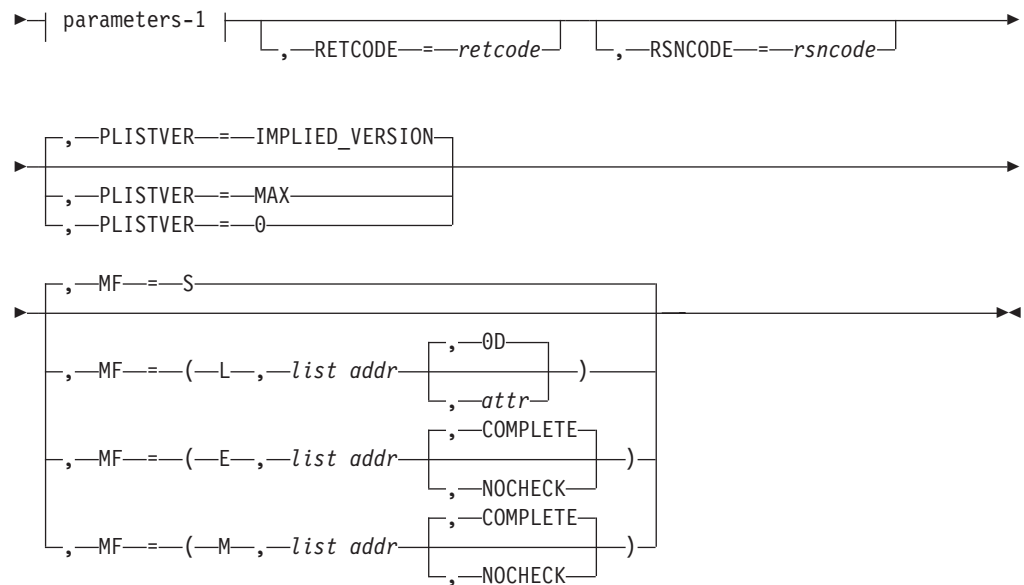 parameters-1
,—RETCODE—=—retcode ,—RSNCODE—=—rsncode
,—PLISTVER—=—IMPLIED_VERSION
,—PLISTVER—=—MAX
,—PLISTVER—=—0
,—MF—=—S
,—0D
,—MF—=—(—L—,—list addr )
,—attr
,—COMPLETE
,—MF—=—(—E—,—list addr )
,—NOCHECK
,—COMPLETE
,—MF—=—(—M—,—list addr )
,—NOCHECK